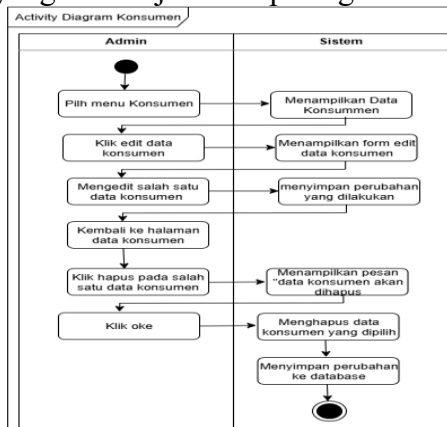 Activity Diagram Konsumen
Admin
Sistem
Pilh menu Konsumen
Menampilkan Data
Konsummen
Klik edit data
konsumen
Menampilkan form edit
data konsumen
Mengedit salah satu
data konsumen
menyimpan perubahan
yang dilakukan
Kembali ke halaman
data konsumen
Klik hapus pada salah
satu data konsumen
Menampilkan pesan
"data konsumen akan
dihapus
Klik oke
Menghapus data
konsumen yang dipilih
Menyimpan perubahan
ke database